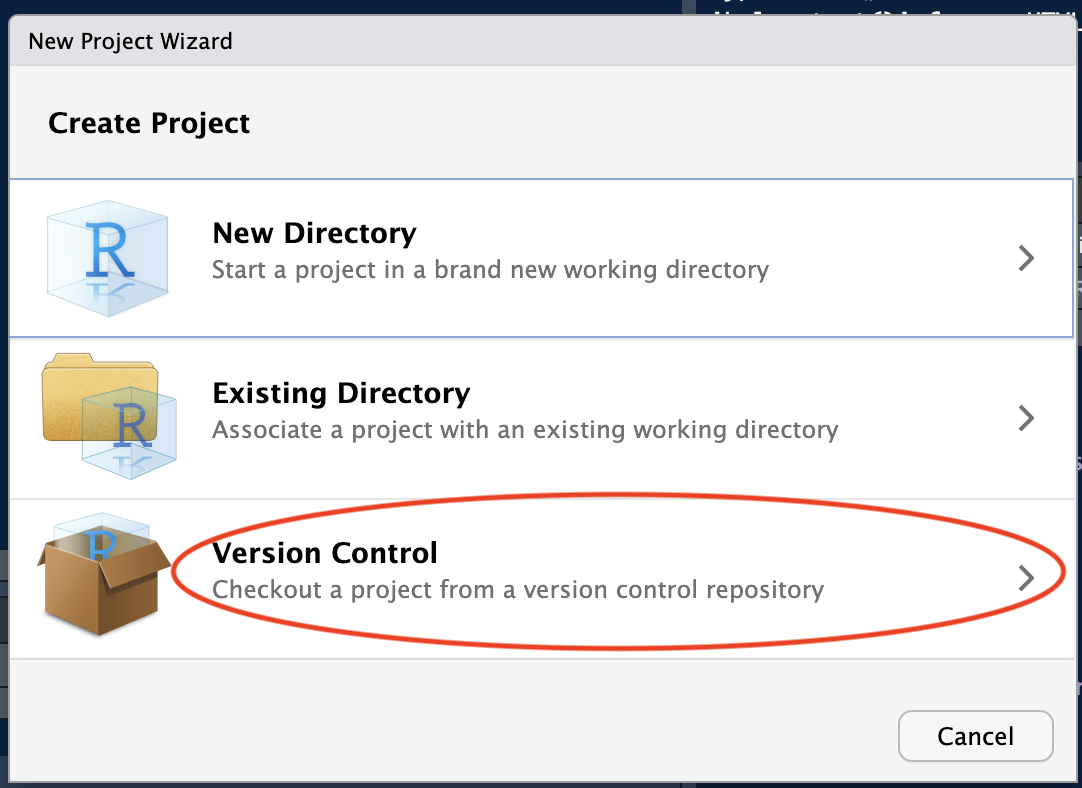 New Project Wizard
Create Project
R
New Directory
Start a project in a brand new working directory
R
Existing Directory
Associate a project with an existing working directory
R
Version Control
Checkout a project from a version control repository
Cancel